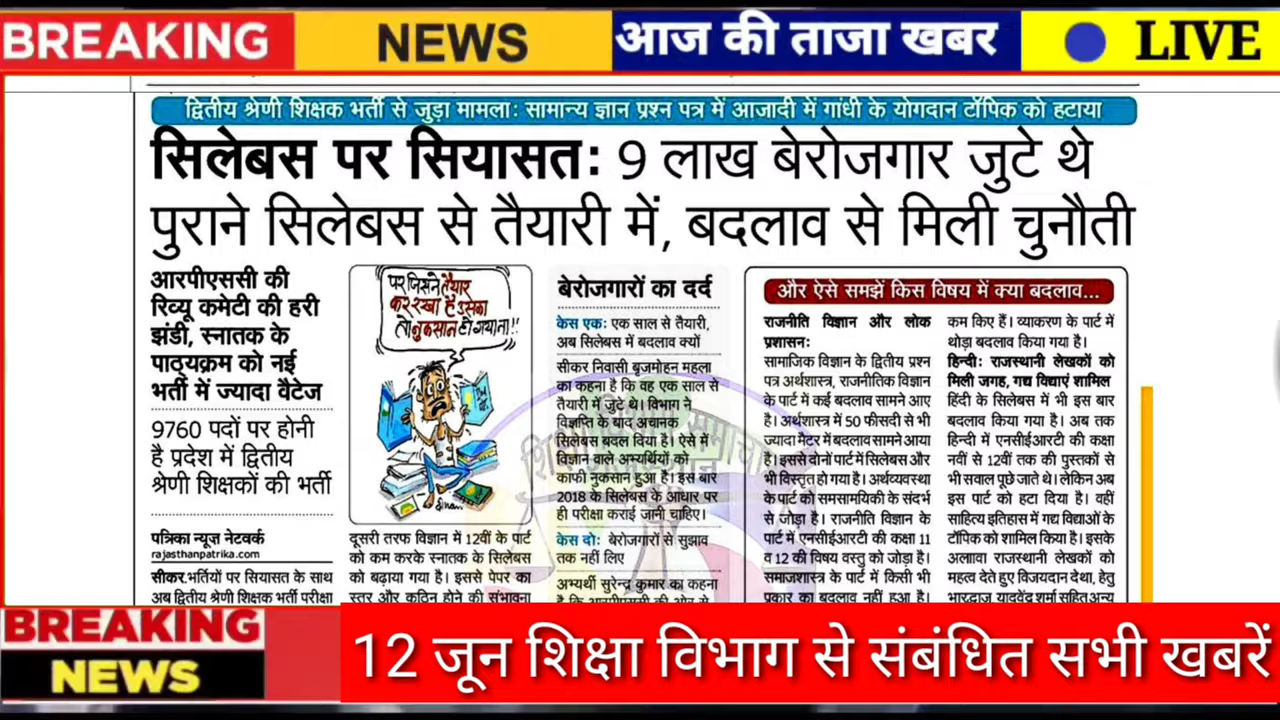 BREAKING
NEWS
आज की ताजा खबर
LIVE
द्वितीय श्रेणी शिक्षक भर्ती से जुड़ा मामला: सामान्य ज्ञान प्रश्न पत्र में आजादी में गांधी के योगदान टॉपिक को हटाया
सिलेबस पर सियासत: 9 लाख बेरोजगार जुटे थे
पुराने सिलेबस से तैयारी में, बदलाव से मिली चुनौती
आरपीएससी की
रिव्यू कमेटी की हरी
झंडी, स्नातक के
पाठ्यक्रम को नई
भर्ती में ज्यादा वैटेज
9760 पदों पर होनी
है प्रदेश में द्वितीय
श्रेणी शिक्षकों की भर्ती
पत्रिका न्यूज नेटवर्क
rajasthanpatrika.com
सीकर.भर्तियों पर सियासत के साथ
अब द्वितीय श्रेणी शिक्षक भर्ती परीक्षा
पर जिसने तैयार
कर रखा है उसका
तो नुकसान हो गया ना!!
दूसरी तरफ विज्ञान में 12वीं के पार्ट
को कम करके स्नातक के सिलेबस
को बढ़ाया गया है। इससे पेपर का
स्तर और कठिन होने की संभावना
बेरोजगारों का दर्द
केस एक: एक साल से तैयारी,
अब सिलेबस में बदलाव क्यों
सीकर निवासी बृजमोहन महला
का कहना है कि वह एक साल से
तैयारी में जुटे थे। विभाग ने
विज्ञप्ति के बाद अचानक
सिलेबस बदल दिया है। ऐसे में
विज्ञान वाले अभ्यर्थियों को
काफी नुकसान हुआ है। इस बार
2018 के सिलेबस के आधार पर
ही परीक्षा कराई जानी चाहिए।
केस दो: बेरोजगारों से सुझाव
तक नहीं लिए
अभ्यर्थी सुरेन्द्र कुमार का कहना
है कि आरपीएससी की ओर से
और ऐसे समझें किस विषय में क्या बदलाव...
राजनीति विज्ञान और लोक
प्रशासन:
सामाजिक विज्ञान के द्वितीय प्रश्न
पत्र अर्थशास्त्र, राजनीतिक विज्ञान
के पार्ट में कई बदलाव सामने आए
है। अर्थशास्त्र में 50 फीसदी से भी
ज्यादा मैटर में बदलाव सामने आया
है। इससे दोनों पार्ट में सिलेबस और
भी विस्तृत हो गया है। अर्थव्यवस्था
के पार्ट को समसामयिकी के संदर्भ
से जोड़ा है। राजनीति विज्ञान के
पार्ट में एनसीईआरटी की कक्षा 11
व 12 की विषय वस्तु को जोड़ा है।
समाजशास्त्र के पार्ट में किसी भी
प्रकार का बदलाव नहीं हुआ है।
कम किए हैं। व्याकरण के पार्ट में
थोड़ा बदलाव किया गया है।
हिन्दी: राजस्थानी लेखकों को
मिली जगह, गद्य विद्याएं शामिल
हिंदी के सिलेबस में भी इस बार
बदलाव किया गया है। अब तक
हिन्दी में एनसीईआरटी की कक्षा
नवीं से 12वीं तक की पुस्तकों से
भी सवाल पूछे जाते थे। लेकिन अब
इस पार्ट को हटा दिया है। वहीं
साहित्य इतिहास में गद्य विद्याओं के
टॉपिक को शामिल किया है। इसके
अलावा राजस्थानी लेखकों को
महत्व देते हुए विजयदान देथा, हेतु
भारद्वाज, यादवेंद्र शर्मा सहित अन्य
BREAKING
NEWS
12 जून शिक्षा विभाग से संबंधित सभी खबरें